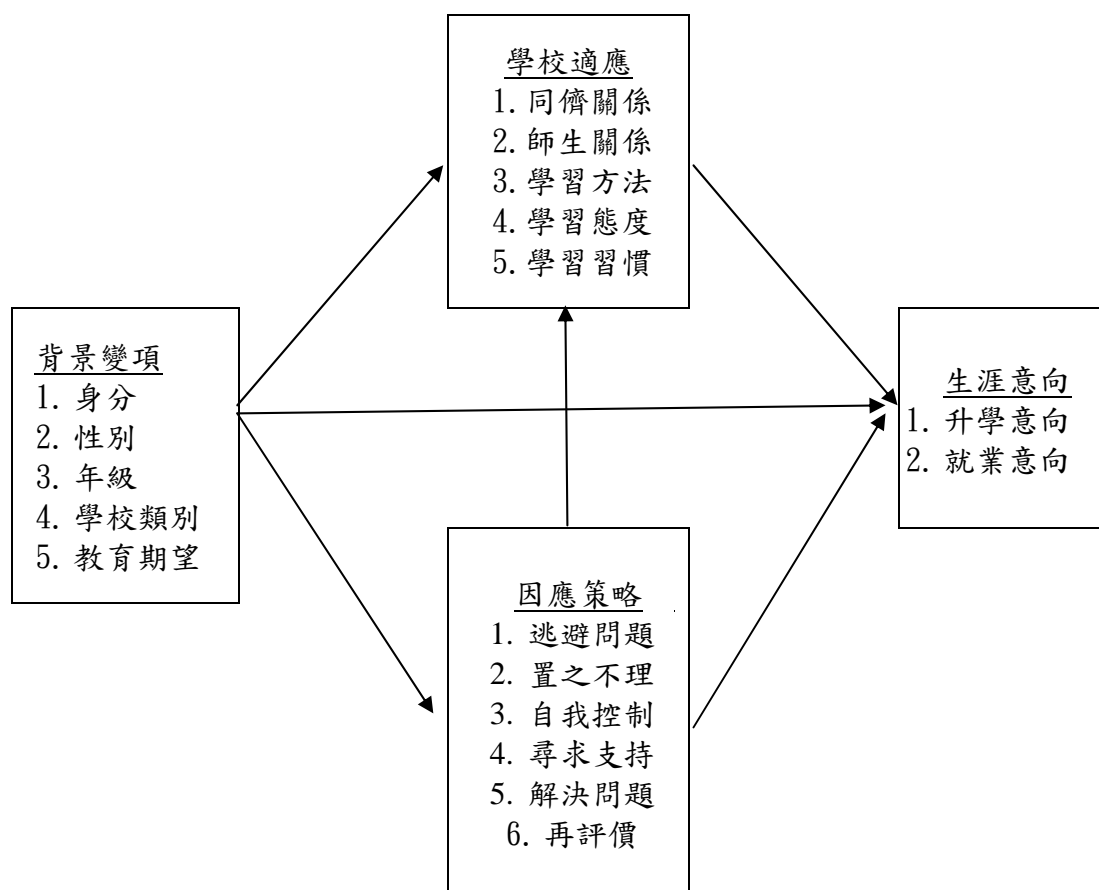 學校適應
1. 同儕關係
2. 師生關係
3. 學習方法
4. 學習態度
5. 學習習慣
背景變項
1. 身分
2. 性別
3. 年級
4. 學校類別
5. 教育期望
生涯意向
1. 升學意向
2. 就業意向
因應策略
1. 逃避問題
2. 置之不理
3. 自我控制
4. 尋求支持
5. 解決問題
6. 再評價